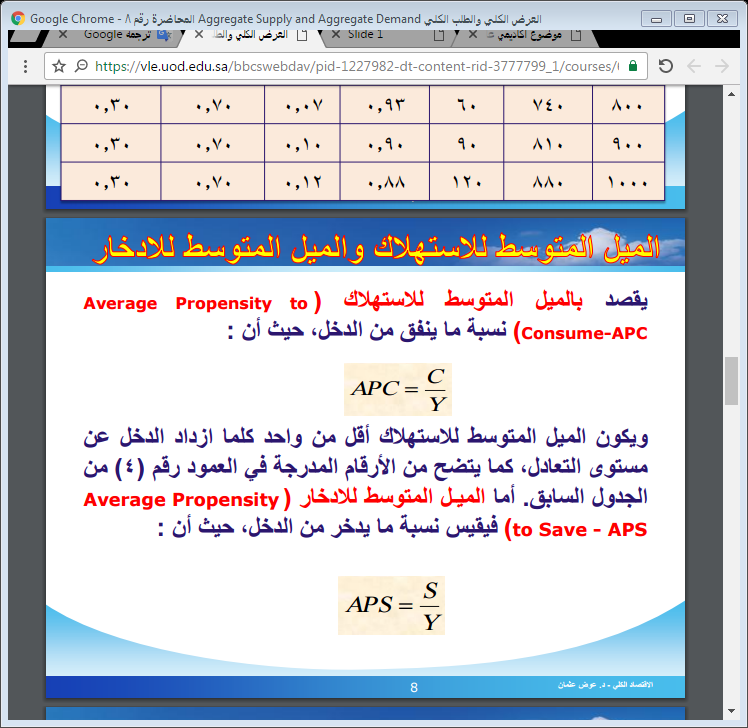 العرض الكلي والطلب الكلي Aggregate Supply and Aggregate Demand المحاضرة رقم ٨ - Google Chrome
ترجمة Google
العرض الكلي والط
Slide 1
موضوع اكاديمي
https://vle.uod.edu.sa/bbcswebdav/pid-1227982-dt-content-rid-3777799_1/courses/
٨٠٠ ٧٤٠ ٦٠ ٠,٩٣ ٠,٠٧ ٠,٧٠ ٠,٣٠
٩٠٠ ٨١٠ ٩٠ ٠,٩٠ ٠,١٠ ٠,٧٠ ٠,٣٠
١٠٠٠ ٨٨٠ ١٢٠ ٠,٨٨ ٠,١٢ ٠,٧٠ ٠,٣٠
الميل المتوسط للاستهلاك والميل المتوسط للادخار
يقصد بالميل المتوسط للاستهلاك (Average Propensity to
Consume-APC) نسبة ما ينفق من الدخل، حيث أن :
APC = C/Y
ويكون الميل المتوسط للاستهلاك أقل من واحد كلما ازداد الدخل عن
مستوى التعادل، كما يتضح من الأرقام المدرجة في العمود رقم (٤) من
الجدول السابق. أما الميل المتوسط للادخار (Average Propensity
to Save - APS) فيقيس نسبة ما يدخر من الدخل، حيث أن :
APS = S/Y
الاقتصاد الكلي - د. عوض عثمان
8